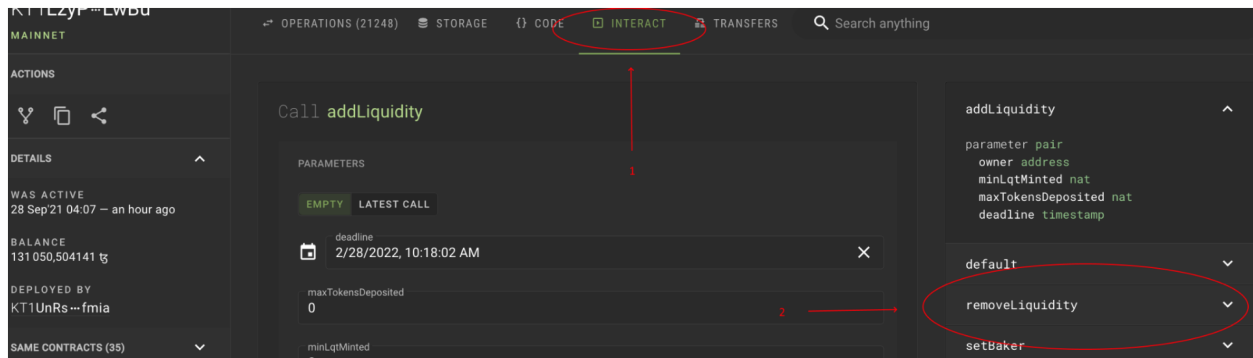 KT1LzyP…LwBu
MAINNET
ACTIONS
DETAILS
WAS ACTIVE
28 Sep'21 04:07 — an hour ago
BALANCE
131 050,504141 ꜩ
DEPLOYED BY
KT1UnRs…fmia
SAME CONTRACTS (35)
OPERATIONS (21248)
STORAGE
{} CODE
INTERACT
TRANSFERS
Search anything
Call addLiquidity
PARAMETERS
EMPTY
LATEST CALL
deadline
2/28/2022, 10:18:02 AM
maxTokensDeposited
0
minLqtMinted
1
2
addLiquidity
parameter pair
owner address
minLqtMinted nat
maxTokensDeposited nat
deadline timestamp
default
removeLiquidity
setBaker